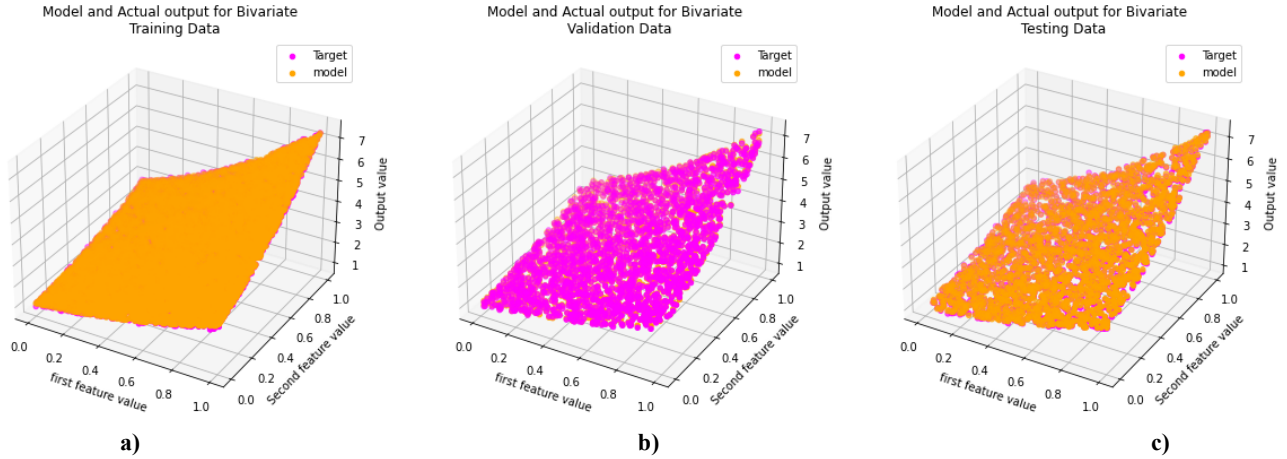 Model and Actual output for Bivariate
Training Data
Target
model
7
6
5
4
3
2
1
Output value
0.0
0.2
0.4
0.6
0.8
1.0
first feature value
0.0
0.2
0.4
0.6
0.8
1.0
Second feature value
a)
Model and Actual output for Bivariate
Validation Data
Target
model
7
6
5
4
3
2
1
Output value
0.0
0.2
0.4
0.6
0.8
1.0
first feature value
0.0
0.2
0.4
0.6
0.8
1.0
Second feature value
b)
Model and Actual output for Bivariate
Testing Data
Target
model
7
6
5
4
3
2
1
Output value
0.0
0.2
0.4
0.6
0.8
1.0
first feature value
0.0
0.2
0.4
0.6
0.8
1.0
Second feature value
c)